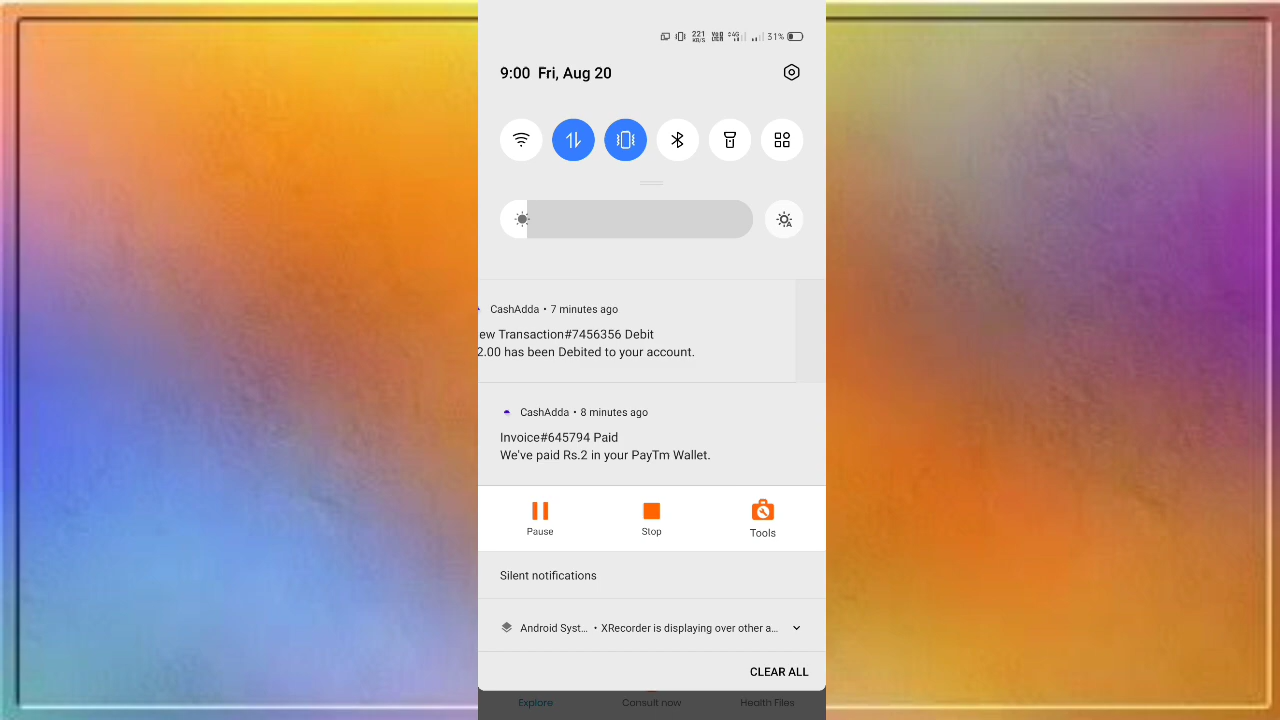 221
KB/S
4G
31%
9:00 Fri, Aug 20
CashAdda • 7 minutes ago
ew Transaction#7456356 Debit
2.00 has been Debited to your account.
CashAdda • 8 minutes ago
Invoice#645794 Paid
We've paid Rs.2 in your PayTm Wallet.
Pause
Stop
Tools
Silent notifications
Android Syst... • XRecorder is displaying over other a...
CLEAR ALL
Explore
Consult now
Health Files